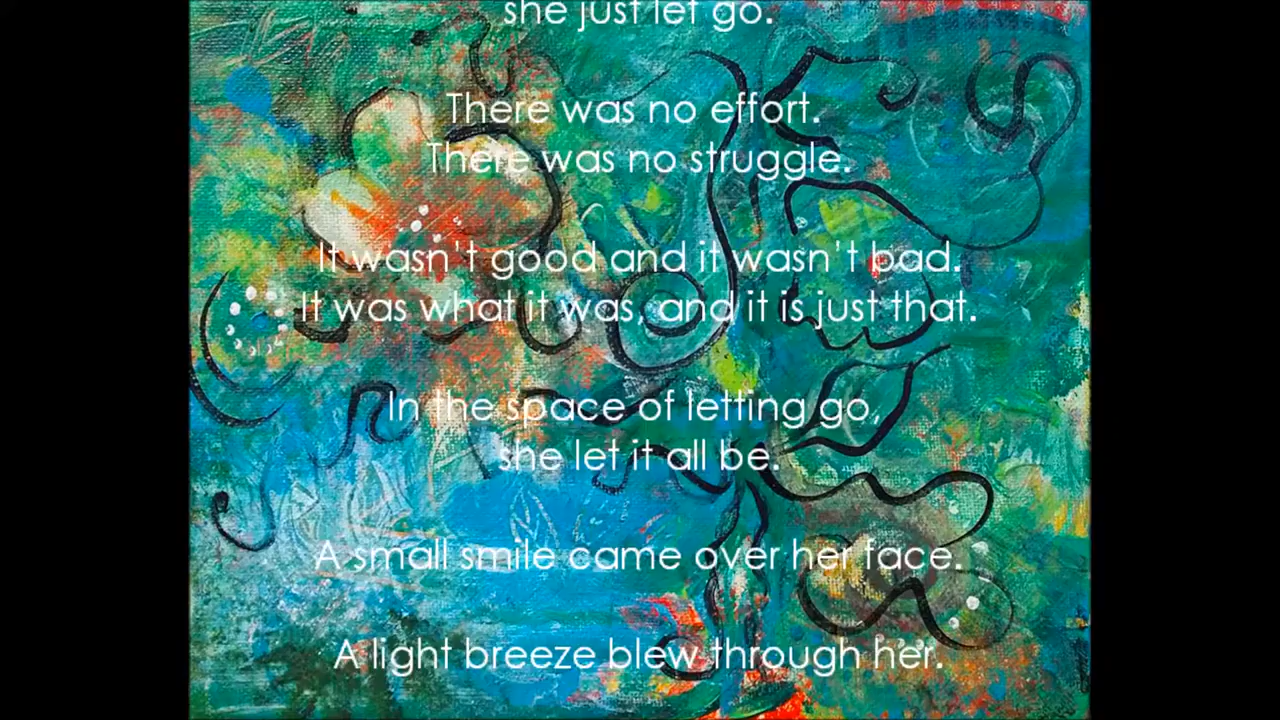 she just let go.
There was no effort.
There was no struggle.
It wasn't good and it wasn't bad.
It was what it was, and it is just that.
In the space of letting go,
she let it all be.
A small smile came over her face.
A light breeze blew through her.